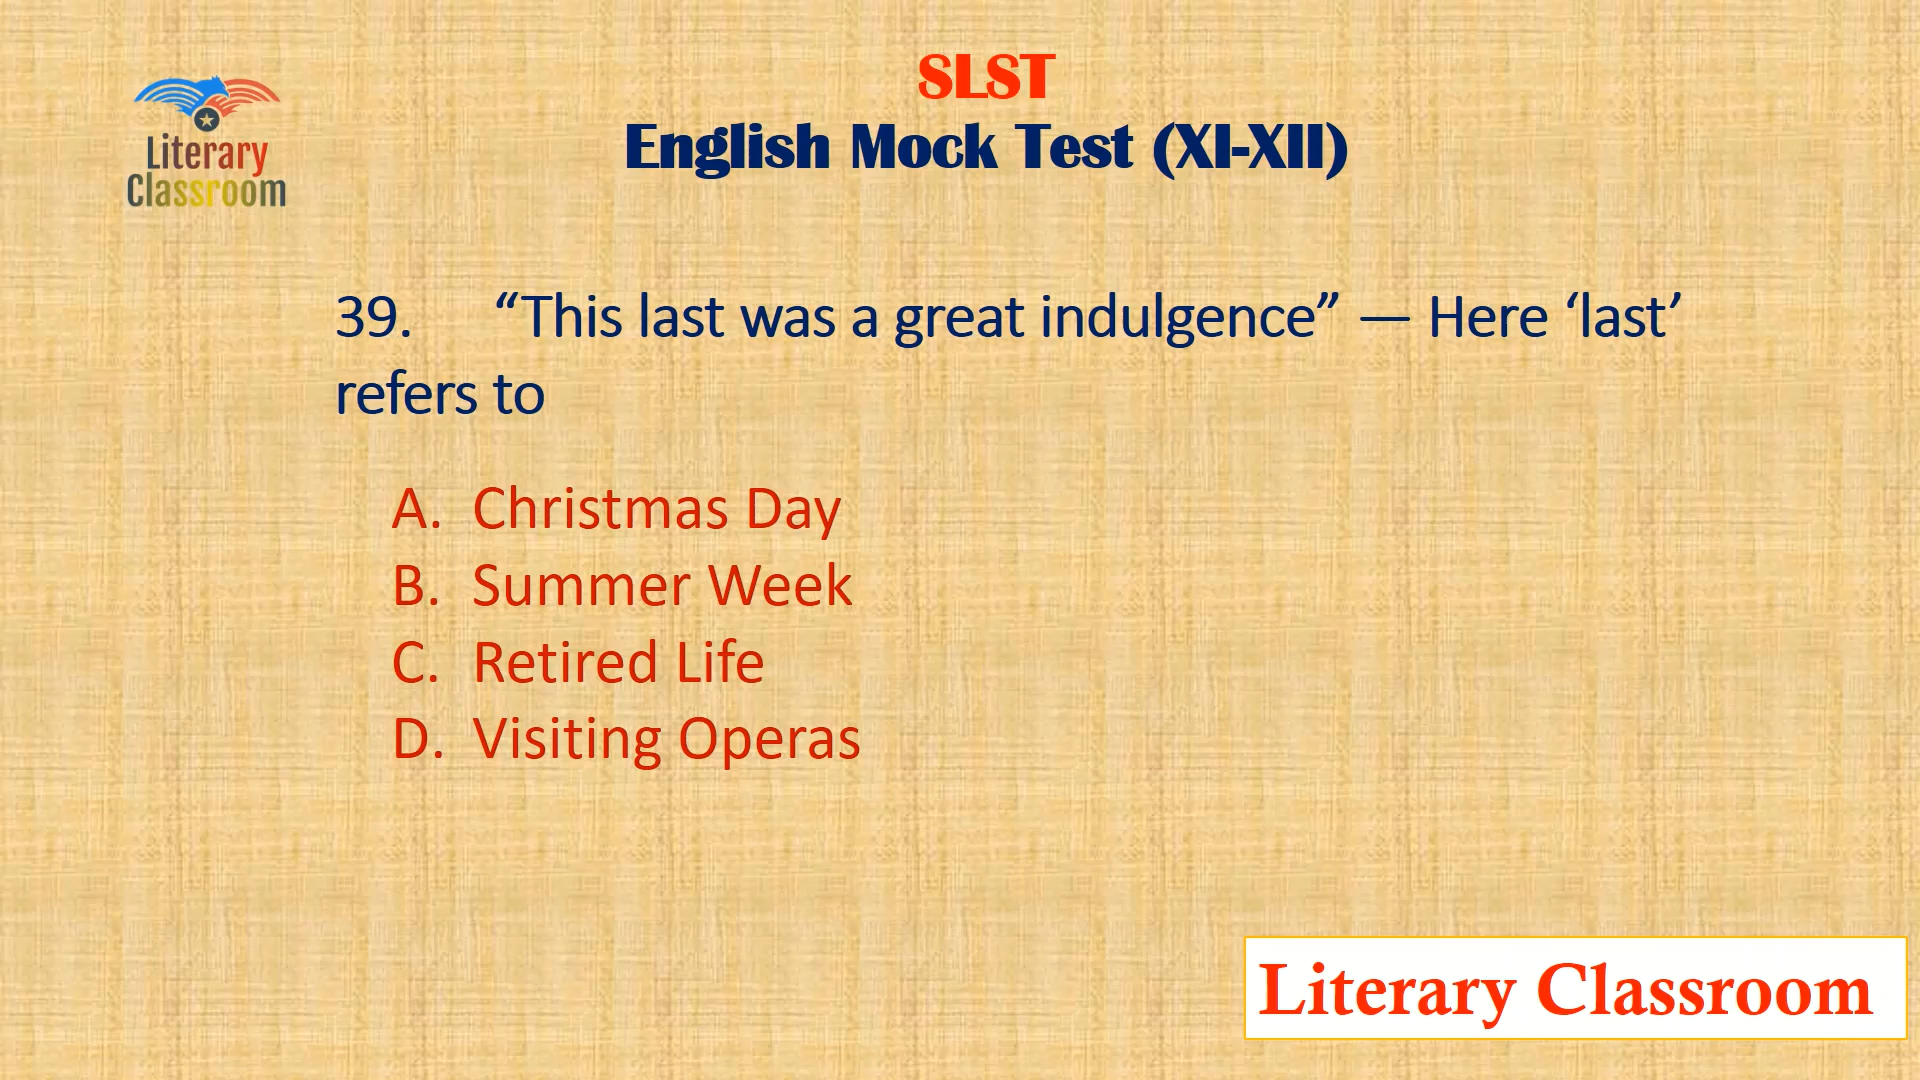 Literary
Classroom
SLST
English Mock Test (XI-XII)
39. “This last was a great indulgence” — Here ‘last’
refers to
A. Christmas Day
B. Summer Week
C. Retired Life
D. Visiting Operas
Literary Classroom